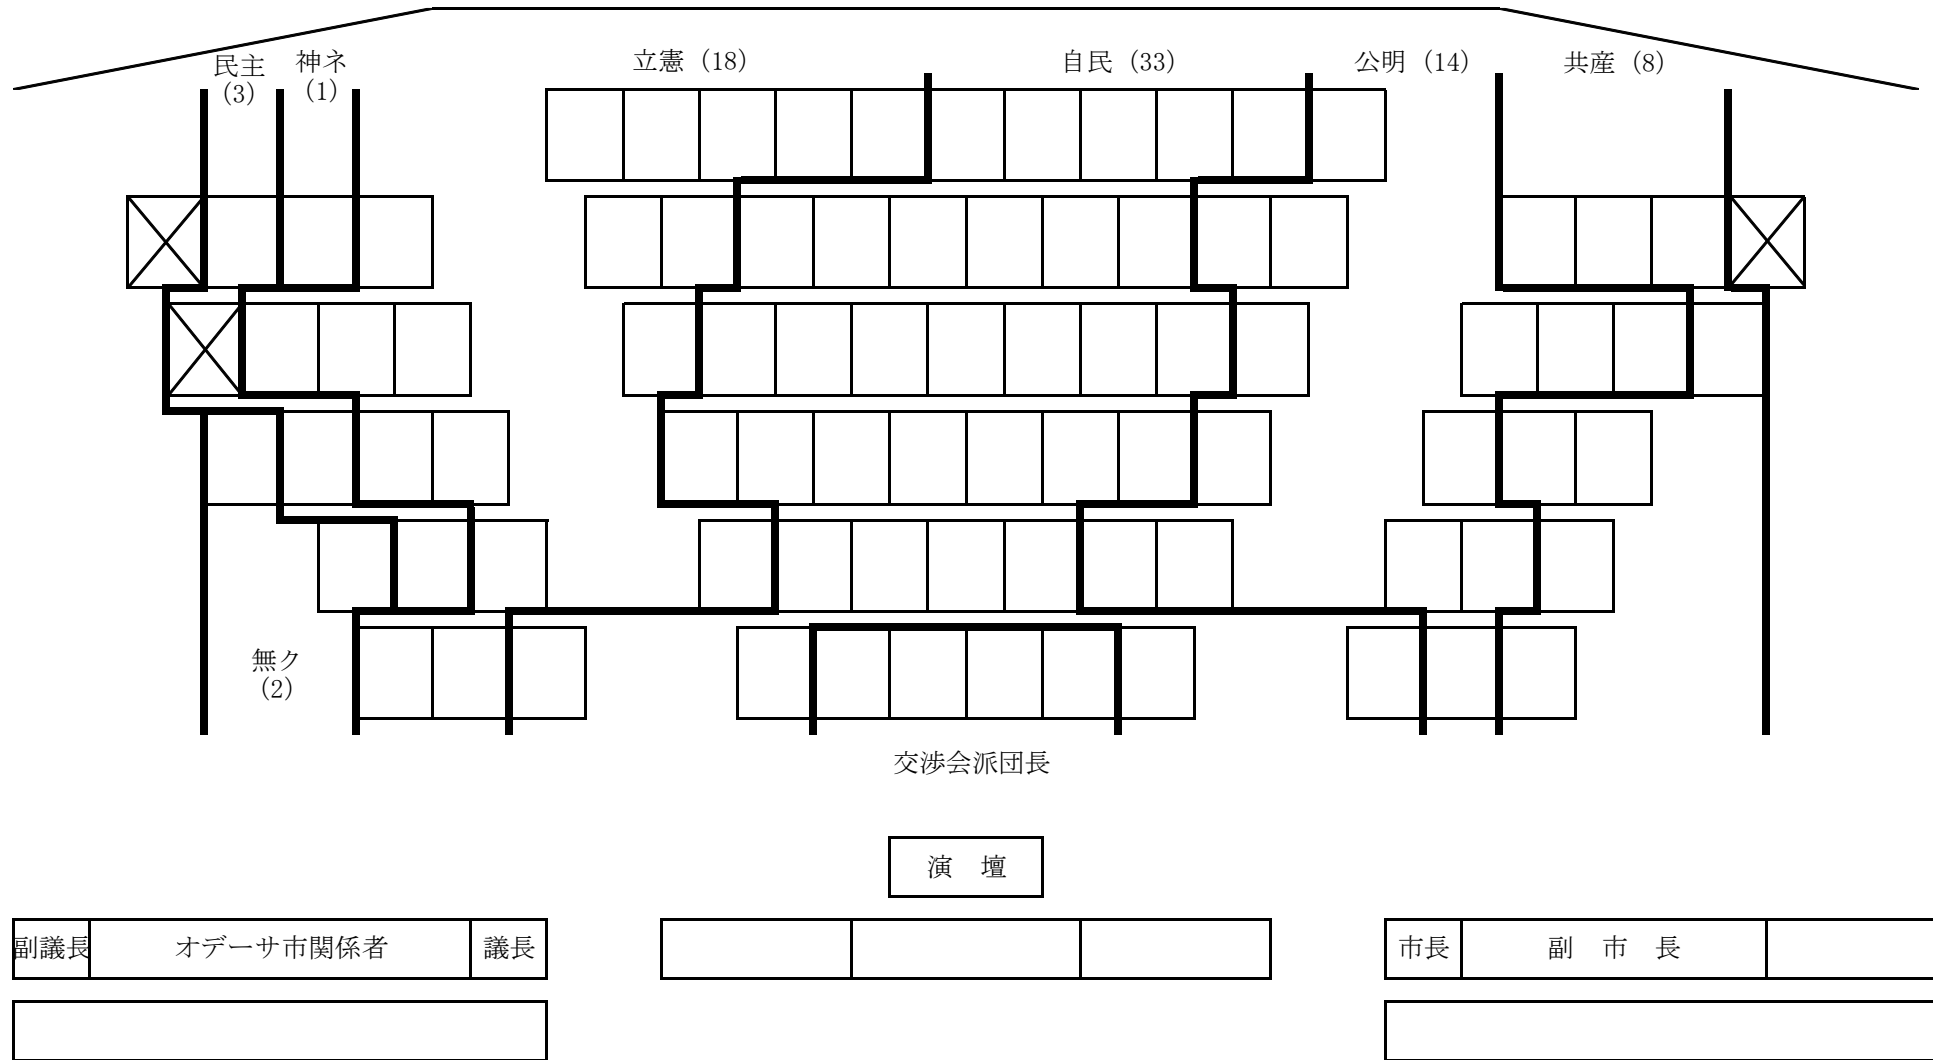 民主
(3)
神ネ
(1)
立憲 (18)
自民 (33)
公明 (14)
共産 (8)
無ク
(2)
交渉会派団長
演　壇
副議長
オデーサ市関係者
議長
市長
副　市　長